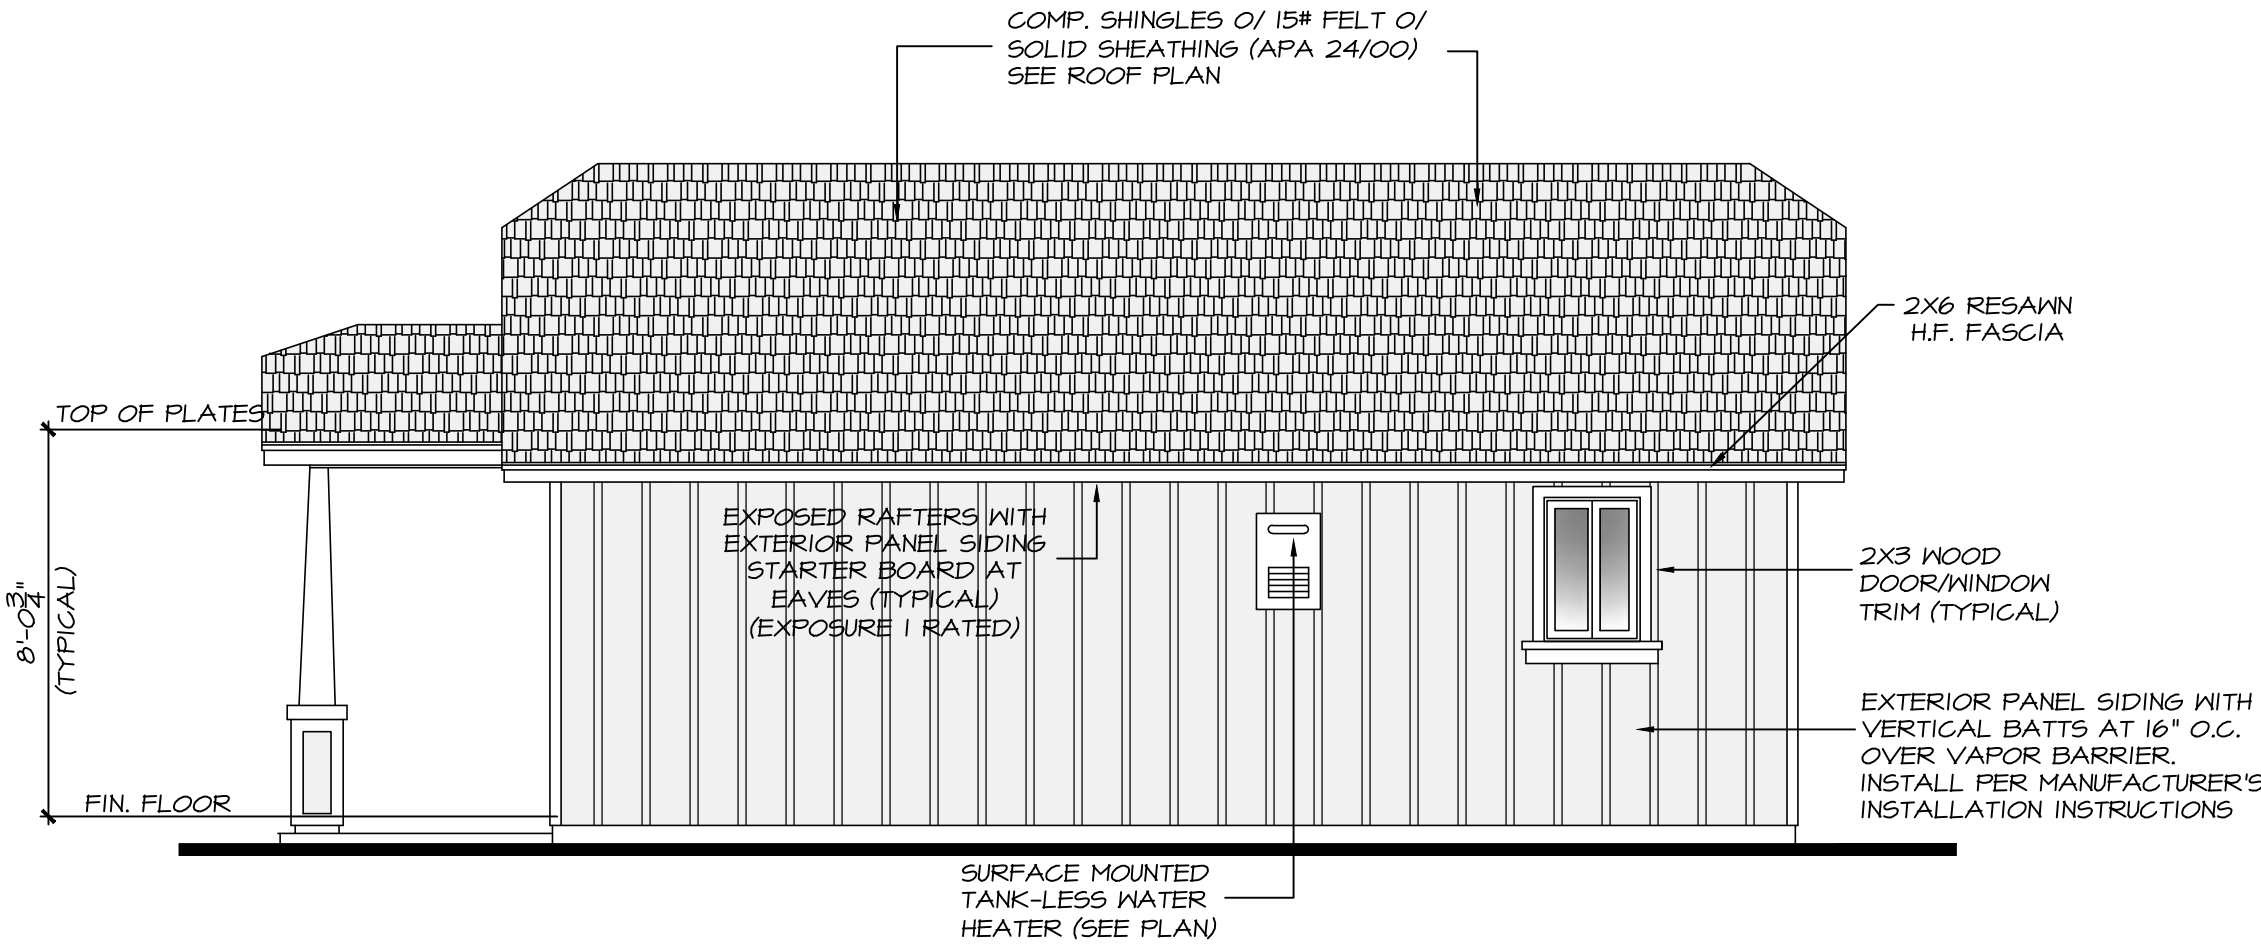 COMP. SHINGLES O/ 15# FELT O/
SOLID SHEATHING (APA 24/00)
SEE ROOF PLAN
2X6 RESAWN
H.F. FASCIA
TOP OF PLATES
EXPOSED RAFTERS WITH
EXTERIOR PANEL SIDING
STARTER BOARD AT
EAVES (TYPICAL)
(EXPOSURE 1 RATED)
2X3 WOOD
DOOR/WINDOW
TRIM (TYPICAL)
8'-0 3/4"
(TYPICAL)
EXTERIOR PANEL SIDING WITH
VERTICAL BATTS AT 16" O.C.
OVER VAPOR BARRIER.
INSTALL PER MANUFACTURER'S
INSTALLATION INSTRUCTIONS
FIN. FLOOR
SURFACE MOUNTED
TANK-LESS WATER
HEATER (SEE PLAN)